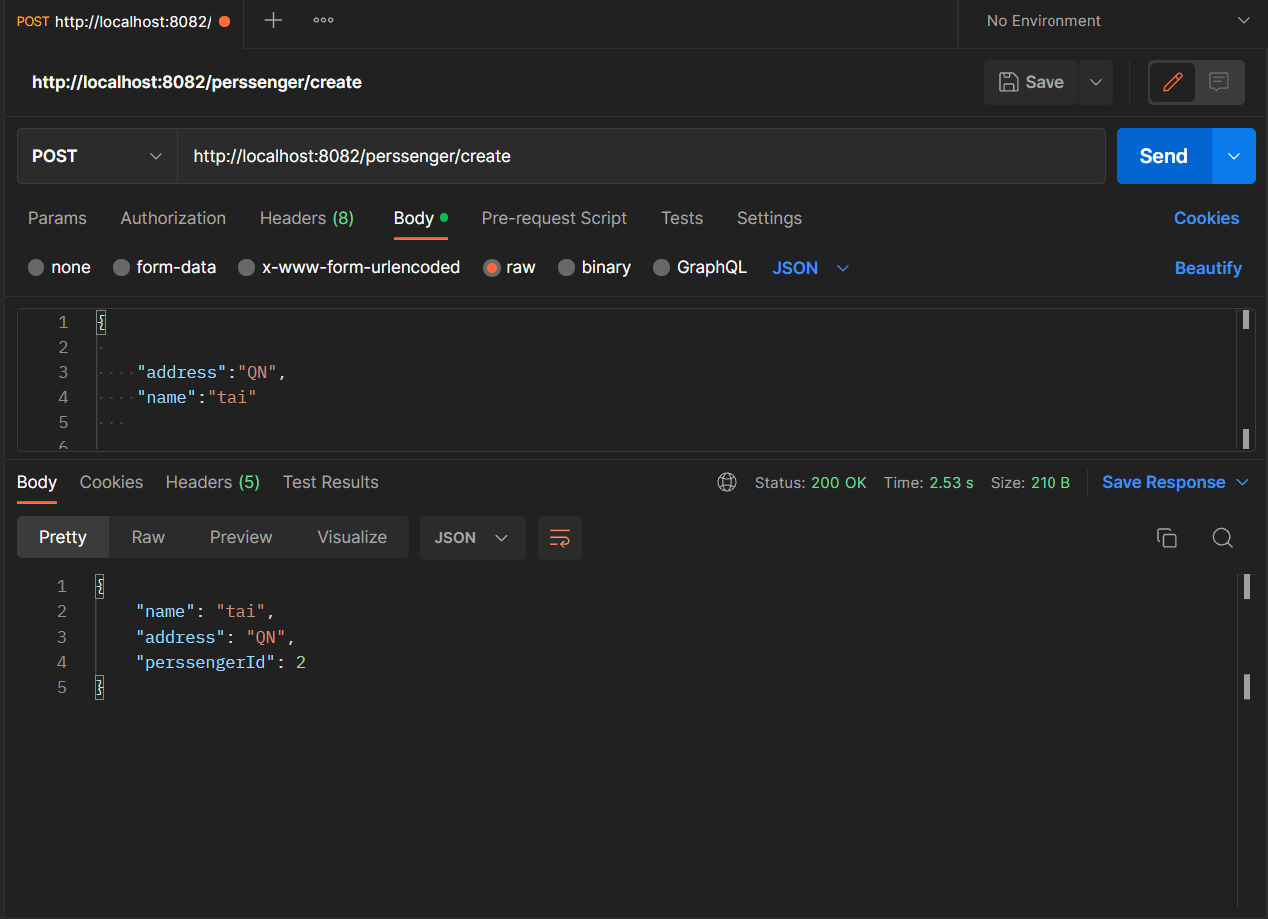 POST http://localhost:8082/
No Environment
http://localhost:8082/perssenger/create
Save
POST http://localhost:8082/perssenger/create Send
Params Authorization Headers (8) Body Pre-request Script Tests Settings Cookies
none form-data x-www-form-urlencoded raw binary GraphQL JSON Beautify
1 {
2
3 "address":"QN",
4 "name":"tai"
5
6
Body Cookies Headers (5) Test Results Status: 200 OK Time: 2.53 s Size: 210 B Save Response
Pretty Raw Preview Visualize JSON
1 {
2 "name": "tai",
3 "address": "QN",
4 "perssengerId": 2
5 }